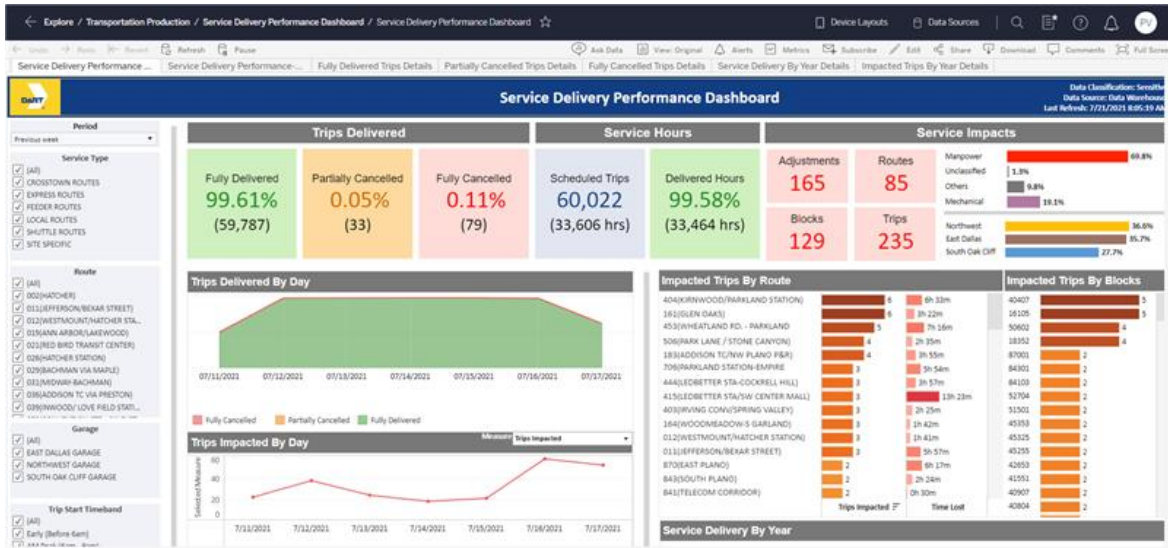 Explore / Transportation Production / Service Delivery Performance Dashboard / Service Delivery Performance Dashboard
Device Layouts
Data Sources
PV
Undo
Redo
Revert
Refresh
Pause
Ask Data
View: Original
Alerts
Metrics
Subscribe
Edit
Share
Download
Comments
Full Scree
Service Delivery Performance ...
Service Delivery Performance-...
Fully Delivered Trips Details
Partially Cancelled Trips Details
Fully Cancelled Trips Details
Service Delivery By Year Details
Impacted Trips By Year Details
DART
Service Delivery Performance Dashboard
Data Classification: Sensitive
Data Source: Data Warehouse
Last Refresh: 7/21/2021 8:05:19 AM
Period
Previous week
Service Type
(All)
CROSSTOWN ROUTES
EXPRESS ROUTES
FEEDER ROUTES
LOCAL ROUTES
SHUTTLE ROUTES
SITE SPECIFIC
Route
(All)
002(HATCHER)
011(JEFFERSON/BEXAR STREET)
012(WESTMOUNT/HATCHER STA...
015(ANN ARBOR/LAKEWOOD)
021(RED BIRD TRANSIT CENTER)
026(HATCHER STATION)
029(BACHMAN VIA MAPLE)
031(MIDWAY-BACHMAN)
036(ADDISON TC VIA PRESTON)
039(INWOOD/ LOVE FIELD STATI...
Garage
(All)
EAST DALLAS GARAGE
NORTHWEST GARAGE
SOUTH OAK CLIFF GARAGE
Trip Start Timeband
(All)
Early (Before 6am)
Trips Delivered
Fully Delivered
99.61%
(59,787)
Partially Cancelled
0.05%
(33)
Fully Cancelled
0.11%
(79)
Service Hours
Scheduled Trips
60,022
(33,606 hrs)
Delivered Hours
99.58%
(33,464 hrs)
Service Impacts
Adjustments
165
Routes
85
Blocks
129
Trips
235
Manpower 69.8%
Unclassified 1.3%
Others 9.8%
Mechanical 19.1%
Northwest 36.6%
East Dallas 35.7%
South Oak Cliff 27.7%
Trips Delivered By Day
07/11/2021 07/12/2021 07/13/2021 07/14/2021 07/15/2021 07/16/2021 07/17/2021
Fully Cancelled
Partially Cancelled
Fully Delivered
Trips Impacted By Day
Measure Trips Impacted
Selected Measure
60
40
20
0
7/11/2021 7/12/2021 7/13/2021 7/14/2021 7/15/2021 7/16/2021 7/17/2021
Impacted Trips By Route
404(KIRNWOOD/PARKLAND STATION) 6 6h 33m
161(GLEN OAKS) 6 3h 22m
453(WHEATLAND RD. - PARKLAND 5 7h 16m
506(PARK LANE / STONE CANYON) 4 2h 35m
183(ADDISON TC/NW PLANO P&R) 4 3h 55m
706(PARKLAND STATION-EMPIRE 3 5h 54m
444(LEDBETTER STA-COCKRELL HILL) 3 3h 57m
415(LEDBETTER STA/SW CENTER MALL) 3 13h 23m
403(IRVING CONV/SPRING VALLEY) 3 2h 25m
164(WOODMEADOW-S GARLAND) 3 1h 42m
012(WESTMOUNT/HATCHER STATION) 3 1h 41m
011(JEFFERSON/BEXAR STREET) 3 5h 57m
870(EAST PLANO) 2 6h 17m
843(SOUTH PLANO) 2 2h 24m
841(TELECOM CORRIDOR) 2 0h 30m
Trips Impacted
Time Lost
Impacted Trips By Blocks
40407 5
16105 5
50602 4
18352 4
87001 2
84301 2
84103 2
52704 2
51501 2
45353 2
45325 2
45255 2
42653 2
41551 2
40907 2
40804 2
Service Delivery By Year